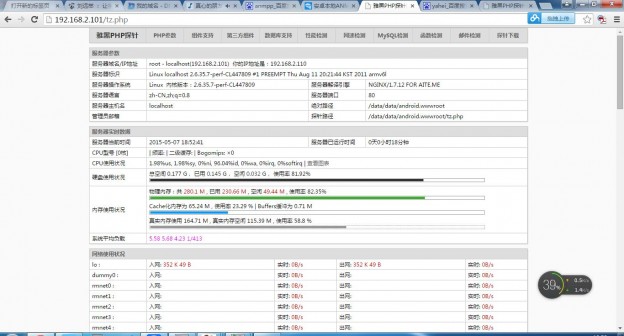 打开新的标签页
192.168.2.101/tz.php
拖拽上传
雅黑PHP探针 PHP参数 组件支持 第三方组件 数据库支持 性能检测 网速检测 MySQL检测 函数检测 邮件检测 探针下载
服务器参数
服务器域名/IP地址 root - localhost(192.168.2.101) 你的IP地址是：192.168.2.110
服务器标识 Linux localhost 2.6.35.7-perf-CL447809 #1 PREEMPT Thu Aug 11 20:21:44 KST 2011 armv6l
服务器操作系统 Linux 内核版本：2.6.35.7-perf-CL447809 服务器解译引擎 NGINX/1.7.12 FOR AITE.ME
服务器语言 zh-CN,zh;q=0.8 服务器端口 80
服务器主机名 localhost 绝对路径 /data/data/android.wwwroot
管理员邮箱 探针路径 /data/data/android.wwwroot/tz.php
服务器实时数据
服务器当前时间 2015-05-07 18:52:41 服务器已运行时间 0天0小时18分钟
CPU型号 [0核] | 频率: | 二级缓存: | Bogomips: ×0
CPU使用状况 1.98%us, 1.98%sy, 0%ni, 96.04%id, 0%wa, 0%irq, 0%softirq | 查看图表
硬盘使用状况 总空间 0.177 G，已用 0.145 G，空闲 0.032 G，使用率 81.92%
内存使用状况 物理内存：共 280.1 M，已用 230.66 M，空闲 49.44 M，使用率 82.35%
Cache化内存为 65.24 M，使用率 23.29 % | Buffers缓冲为 0.71 M
真实内存使用 164.71 M，真实内存空闲 115.39 M，使用率 58.8 %
系统平均负载 5.58 5.68 4.23 1/413
网络使用状况
lo : 入网: 352 K 49 B 实时: 0B/s 出网: 352 K 49 B 实时: 0B/s
dummy0 : 入网: 实时: 0B/s 出网: 实时: 0B/s
rmnet0 : 入网: 实时: 0B/s 出网: 实时: 0B/s
rmnet1 : 入网: 实时: 0B/s 出网: 实时: 0B/s
rmnet2 : 入网: 实时: 0B/s 出网: 实时: 0B/s
rmnet3 : 入网: 实时: 0B/s 出网: 实时: 0B/s
rmnet4 : 入网: 实时: 0B/s 出网: 实时: 0B/s
39%